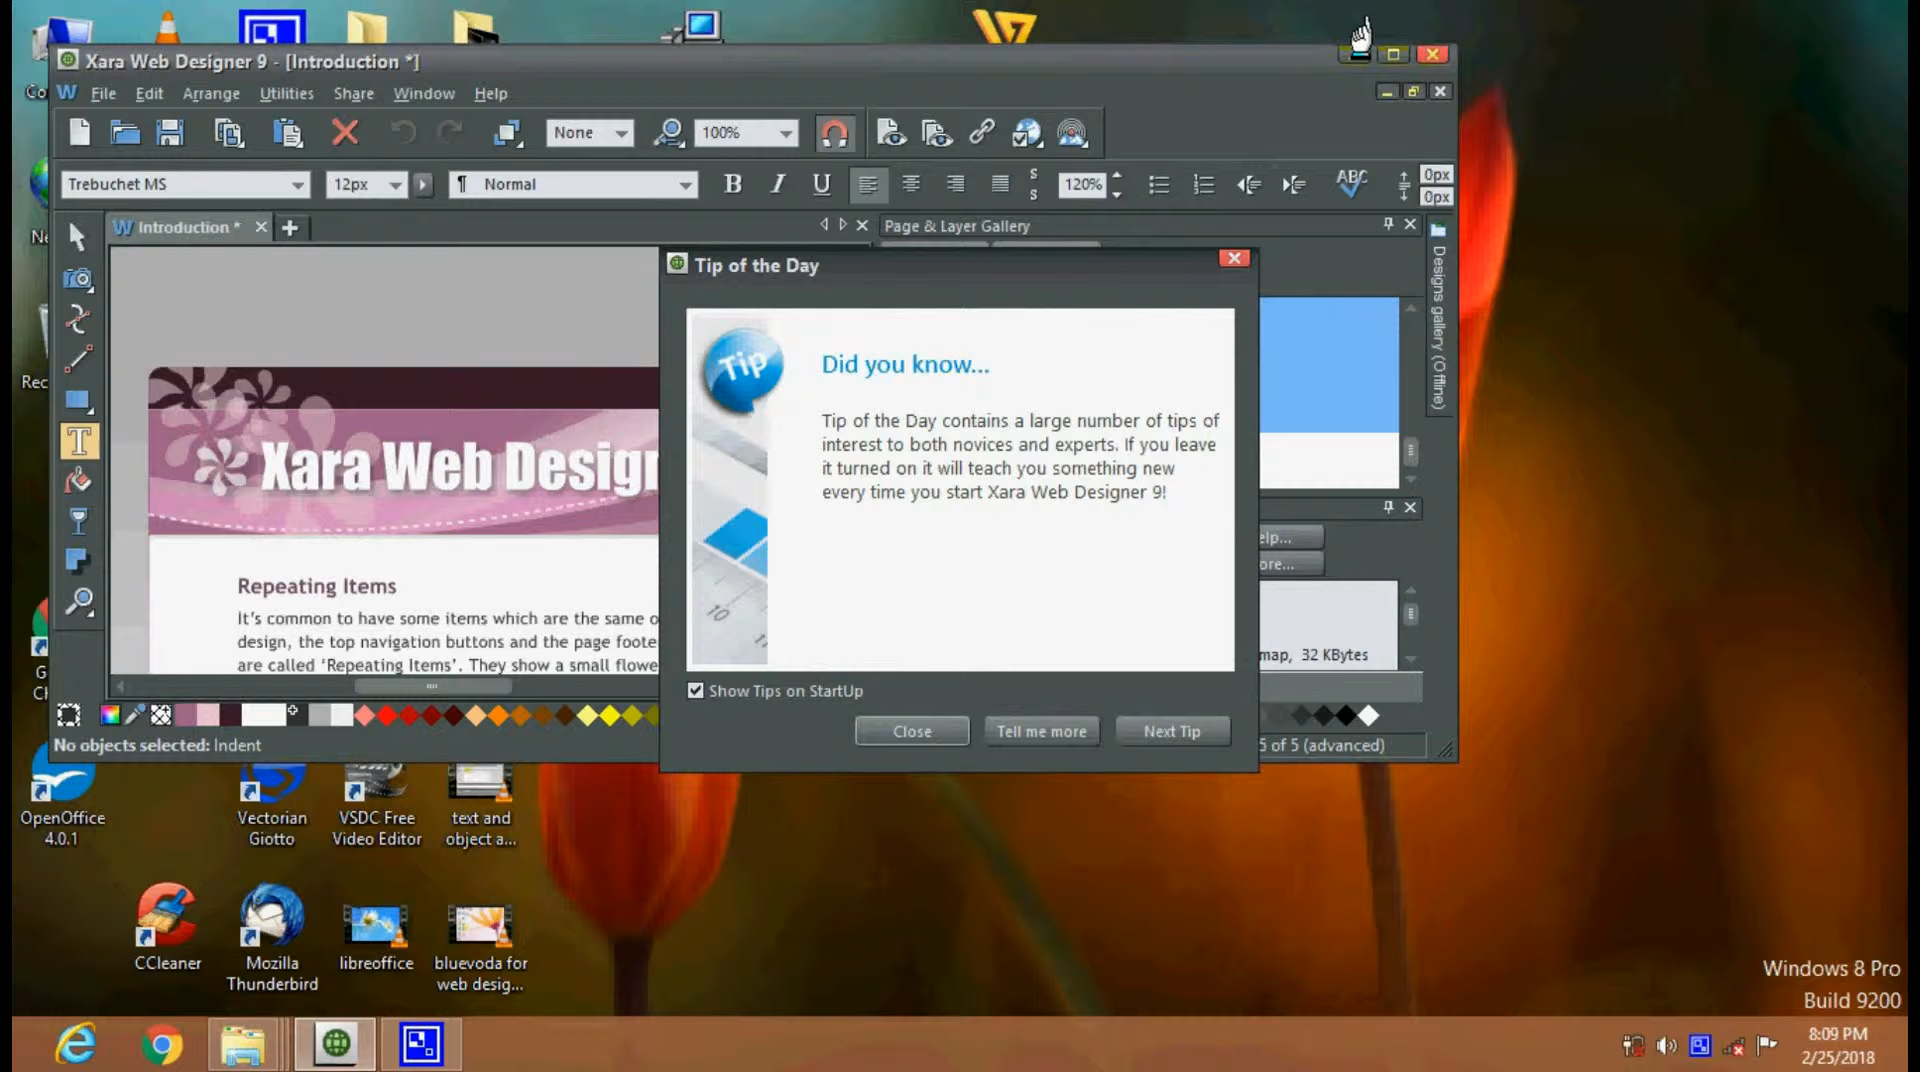 Xara Web Designer 9 - [Introduction *]
File Edit Arrange Utilities Share Window Help
None
100%
Trebuchet MS
12px
¶ Normal
B I U
120%
ABC
0px
0px
Introduction *
Page & Layer Gallery
Designs gallery (Offline)
Tip of the Day
Tip
Did you know...
Tip of the Day contains a large number of tips of
interest to both novices and experts. If you leave
it turned on it will teach you something new
every time you start Xara Web Designer 9!
Xara Web Design
Repeating Items
It's common to have some items which are the same o
design, the top navigation buttons and the page foote
are called 'Repeating Items'. They show a small flowe
elp...
ore...
map, 32 KBytes
10
Show Tips on StartUp
Close
Tell me more
Next Tip
No objects selected: Indent
5 of 5 (advanced)
Co
Ne
Rec
G
Ch
OpenOffice
4.0.1
Vectorian
Giotto
VSDC Free
Video Editor
text and
object a...
CCleaner
Mozilla
Thunderbird
libreoffice
bluevoda for
web desig...
Windows 8 Pro
Build 9200
8:09 PM
2/25/2018